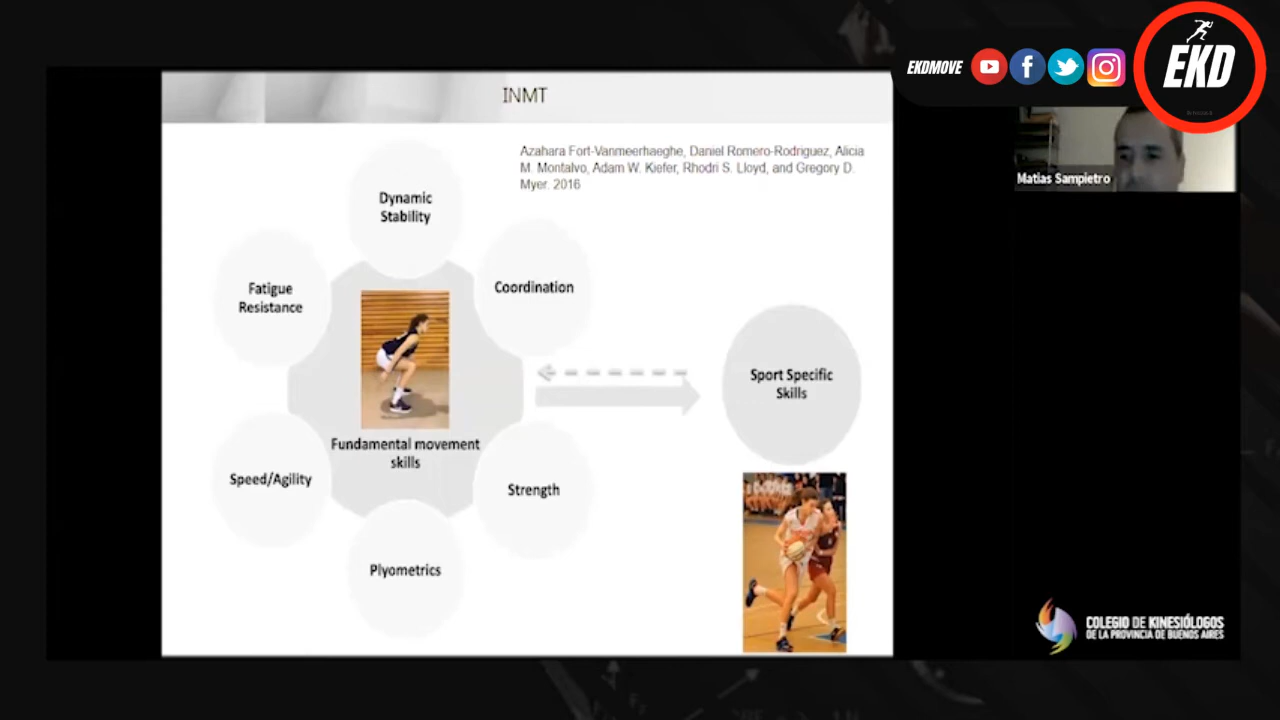 INMT
EKDMOVE
EKD
Azahara Fort-Vanmeerhaeghe, Daniel Romero-Rodriguez, Alicia
M. Montalvo, Adam W. Kiefer, Rhodri S. Lloyd, and Gregory D.
Myer. 2016
Matias Sampietro
Dynamic
Stability
Coordination
Fatigue
Resistance
Sport Specific
Skills
Fundamental movement
skills
Speed/Agility
Strength
Plyometrics
COLEGIO DE KINESIÓLOGOS
DE LA PROVINCIA DE BUENOS AIRES